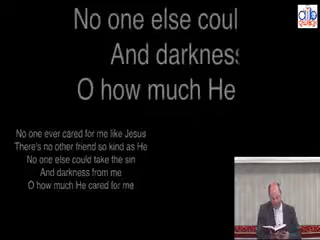 No one else coul
And darkness
O how much He
No one ever cared for me like Jesus
There's no other friend so kind as He
No one else could take the sin
And darkness from me
O how much He cared for me